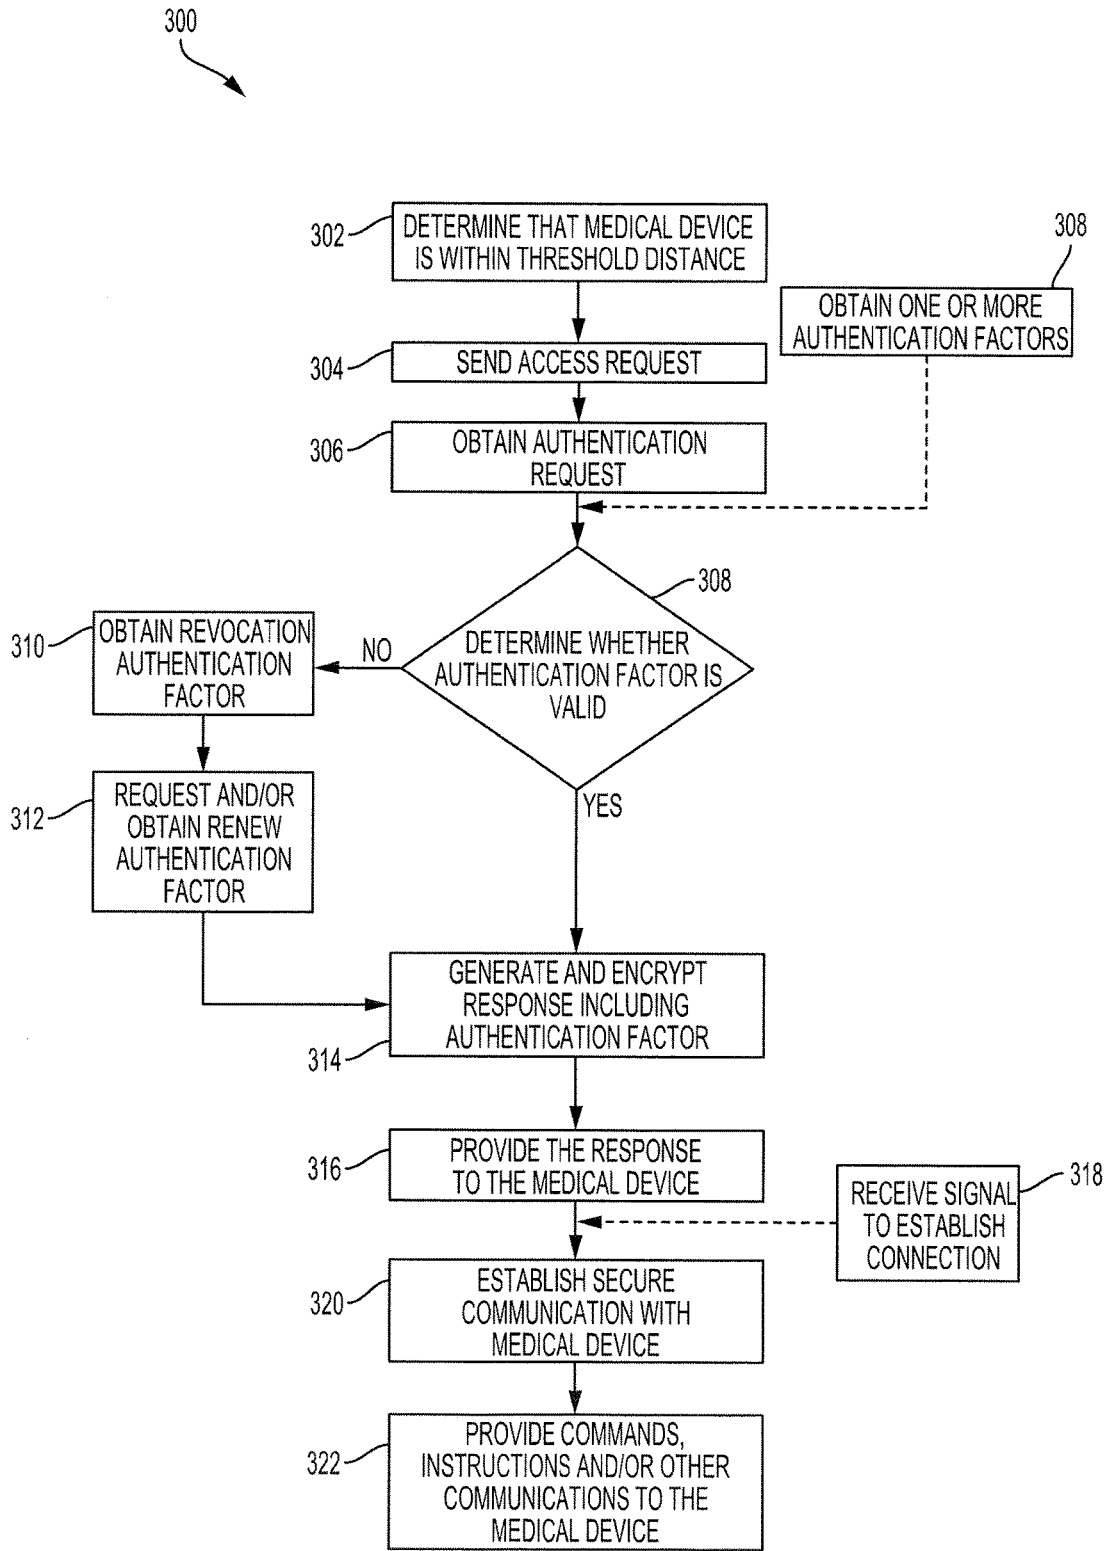 300
302
DETERMINE THAT MEDICAL DEVICE
IS WITHIN THRESHOLD DISTANCE
308
OBTAIN ONE OR MORE
AUTHENTICATION FACTORS
304
SEND ACCESS REQUEST
306
OBTAIN AUTHENTICATION
REQUEST
308
DETERMINE WHETHER
AUTHENTICATION FACTOR IS
VALID
NO
YES
310
OBTAIN REVOCATION
AUTHENTICATION
FACTOR
312
REQUEST AND/OR
OBTAIN RENEW
AUTHENTICATION
FACTOR
314
GENERATE AND ENCRYPT
RESPONSE INCLUDING
AUTHENTICATION FACTOR
316
PROVIDE THE RESPONSE
TO THE MEDICAL DEVICE
318
RECEIVE SIGNAL
TO ESTABLISH
CONNECTION
320
ESTABLISH SECURE
COMMUNICATION WITH
MEDICAL DEVICE
322
PROVIDE COMMANDS,
INSTRUCTIONS AND/OR OTHER
COMMUNICATIONS TO THE
MEDICAL DEVICE